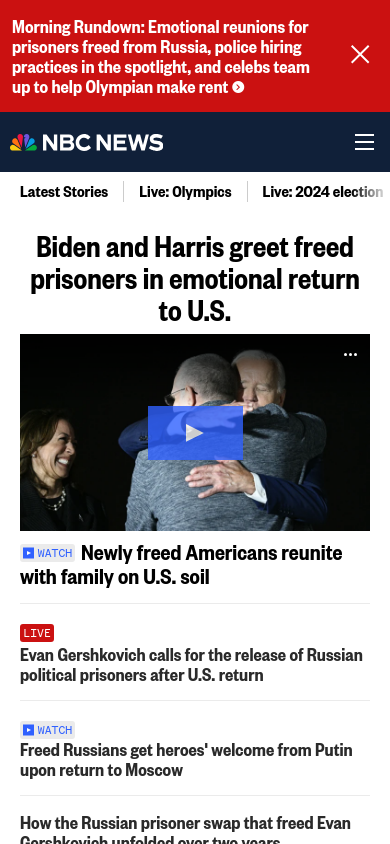 Morning Rundown: Emotional reunions for
prisoners freed from Russia, police hiring
practices in the spotlight, and celebs team
up to help Olympian make rent
NBC NEWS
Latest Stories
Live: Olympics
Live: 2024 election
Biden and Harris greet freed
prisoners in emotional return
to U.S.
WATCH Newly freed Americans reunite
with family on U.S. soil
LIVE
Evan Gershkovich calls for the release of Russian
political prisoners after U.S. return
WATCH
Freed Russians get heroes' welcome from Putin
upon return to Moscow
How the Russian prisoner swap that freed Evan
Gershkovich unfolded over two years